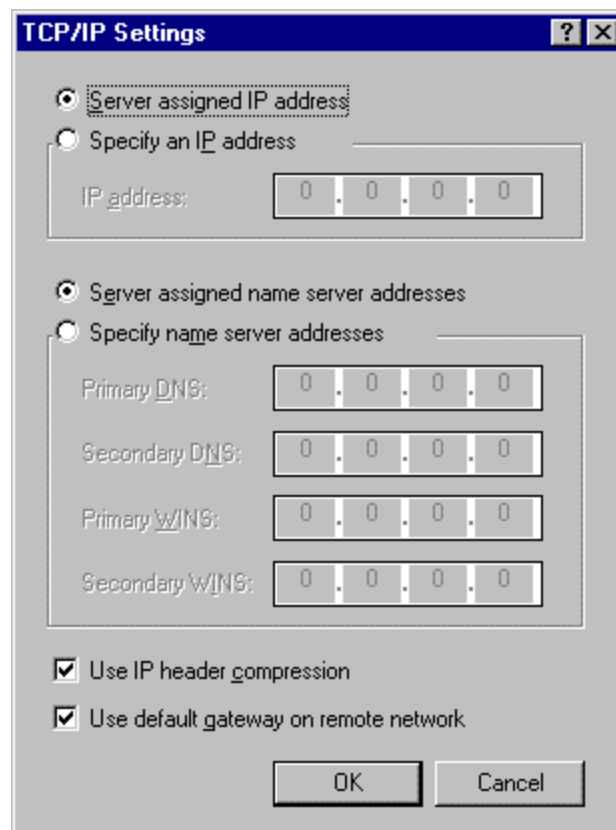 TCP/IP Settings
Server assigned IP address
Specify an IP address
IP address: 0 . 0 . 0 . 0
Server assigned name server addresses
Specify name server addresses
Primary DNS: 0 . 0 . 0 . 0
Secondary DNS: 0 . 0 . 0 . 0
Primary WINS: 0 . 0 . 0 . 0
Secondary WINS: 0 . 0 . 0 . 0
Use IP header compression
Use default gateway on remote network
OK Cancel